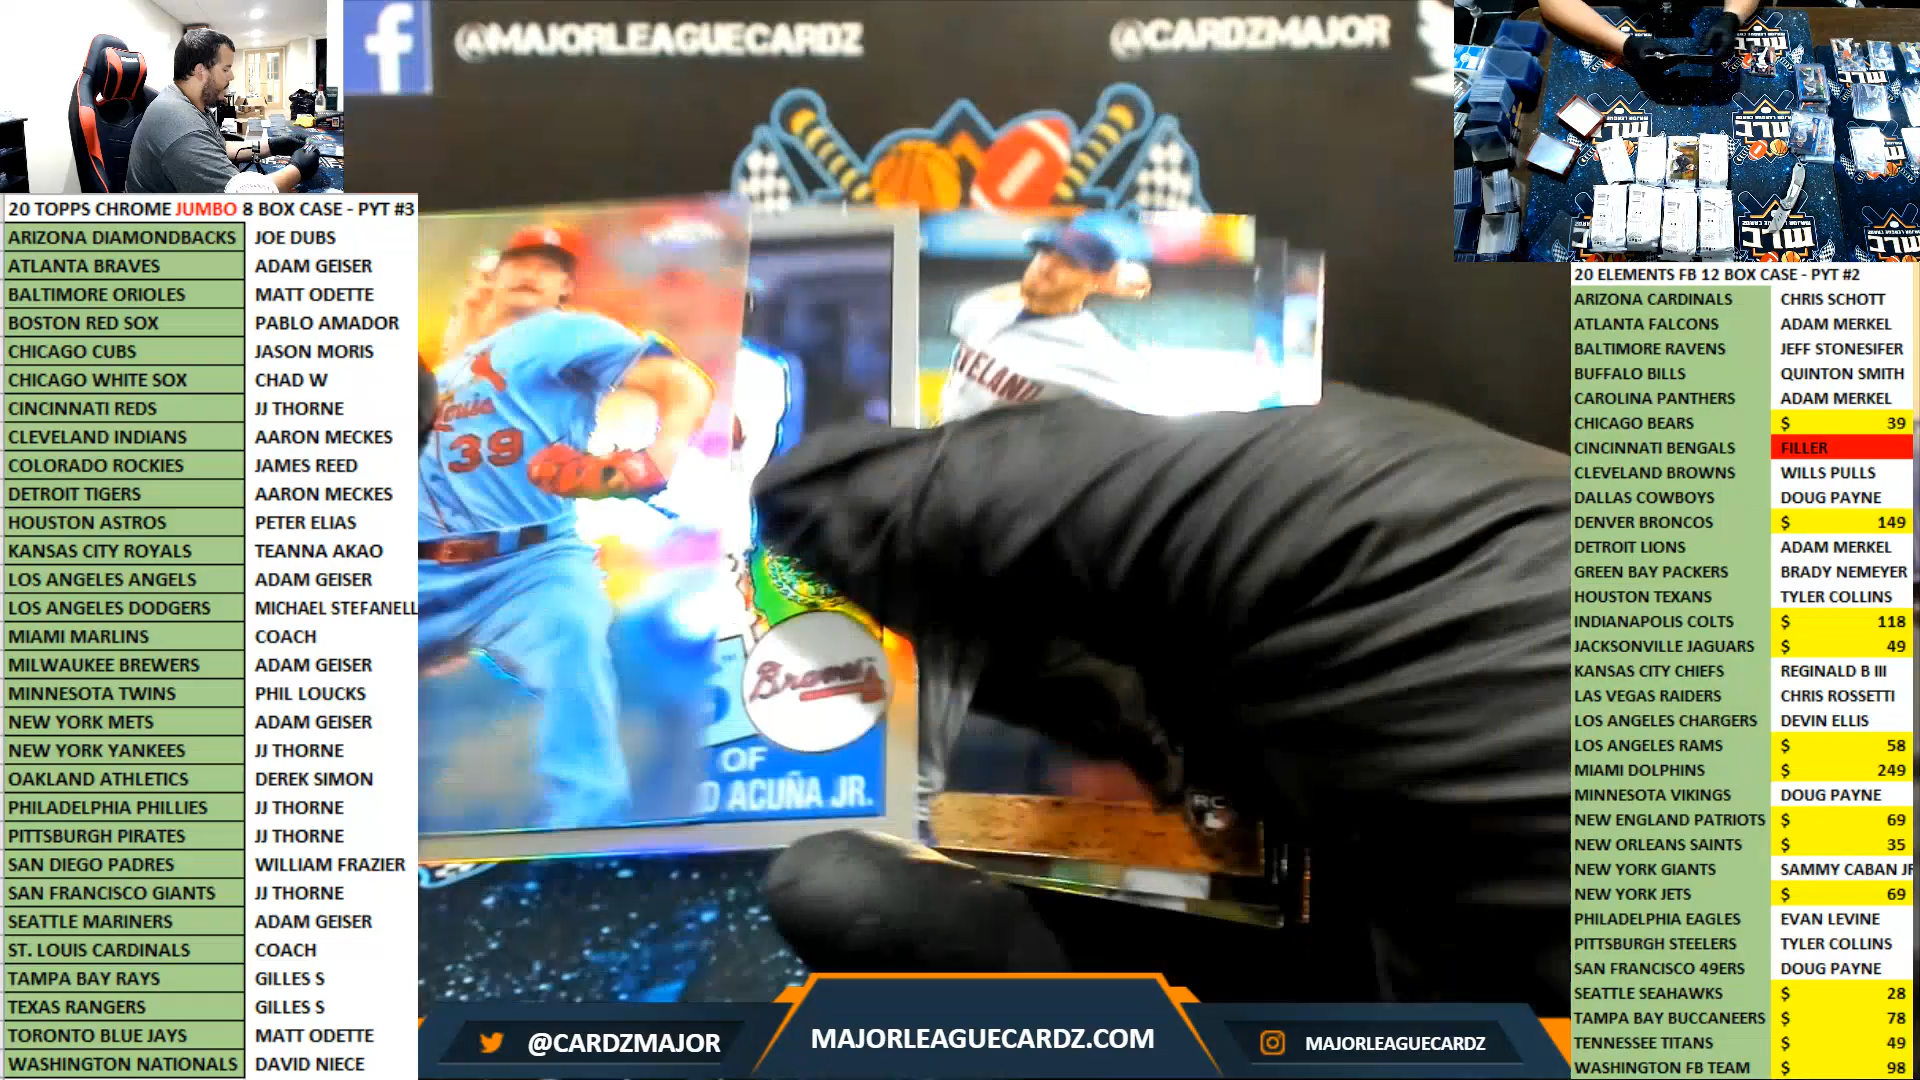 @MAJORLEAGUECARDZ
@CARDZMAJOR
20 TOPPS CHROME JUMBO 8 BOX CASE - PYT #3
ARIZONA DIAMONDBACKS JOE DUBS
ATLANTA BRAVES ADAM GEISER
BALTIMORE ORIOLES MATT ODETTE
BOSTON RED SOX PABLO AMADOR
CHICAGO CUBS JASON MORIS
CHICAGO WHITE SOX CHAD W
CINCINNATI REDS JJ THORNE
CLEVELAND INDIANS AARON MECKES
COLORADO ROCKIES JAMES REED
DETROIT TIGERS AARON MECKES
HOUSTON ASTROS PETER ELIAS
KANSAS CITY ROYALS TEANNA AKAO
LOS ANGELES ANGELS ADAM GEISER
LOS ANGELES DODGERS MICHAEL STEFANELL
MIAMI MARLINS COACH
MILWAUKEE BREWERS ADAM GEISER
MINNESOTA TWINS PHIL LOUCKS
NEW YORK METS ADAM GEISER
NEW YORK YANKEES JJ THORNE
OAKLAND ATHLETICS DEREK SIMON
PHILADELPHIA PHILLIES JJ THORNE
PITTSBURGH PIRATES JJ THORNE
SAN DIEGO PADRES WILLIAM FRAZIER
SAN FRANCISCO GIANTS JJ THORNE
SEATTLE MARINERS ADAM GEISER
ST. LOUIS CARDINALS COACH
TAMPA BAY RAYS GILLES S
TEXAS RANGERS GILLES S
TORONTO BLUE JAYS MATT ODETTE
WASHINGTON NATIONALS DAVID NIECE
39
Braves
OF
D ACUÑA JR.
VELAND
RC
@CARDZMAJOR
MAJORLEAGUECARDZ.COM
MAJORLEAGUECARDZ
20 ELEMENTS FB 12 BOX CASE - PYT #2
ARIZONA CARDINALS CHRIS SCHOTT
ATLANTA FALCONS ADAM MERKEL
BALTIMORE RAVENS JEFF STONESIFER
BUFFALO BILLS QUINTON SMITH
CAROLINA PANTHERS ADAM MERKEL
CHICAGO BEARS $ 39
CINCINNATI BENGALS FILLER
CLEVELAND BROWNS WILLS PULLS
DALLAS COWBOYS DOUG PAYNE
DENVER BRONCOS $ 149
DETROIT LIONS ADAM MERKEL
GREEN BAY PACKERS BRADY NEMEYER
HOUSTON TEXANS TYLER COLLINS
INDIANAPOLIS COLTS $ 118
JACKSONVILLE JAGUARS $ 49
KANSAS CITY CHIEFS REGINALD B III
LAS VEGAS RAIDERS CHRIS ROSSETTI
LOS ANGELES CHARGERS DEVIN ELLIS
LOS ANGELES RAMS $ 58
MIAMI DOLPHINS $ 249
MINNESOTA VIKINGS DOUG PAYNE
NEW ENGLAND PATRIOTS $ 69
NEW ORLEANS SAINTS $ 35
NEW YORK GIANTS SAMMY CABAN JR
NEW YORK JETS $ 69
PHILADELPHIA EAGLES EVAN LEVINE
PITTSBURGH STEELERS TYLER COLLINS
SAN FRANCISCO 49ERS DOUG PAYNE
SEATTLE SEAHAWKS $ 28
TAMPA BAY BUCCANEERS $ 78
TENNESSEE TITANS $ 49
WASHINGTON FB TEAM $ 98